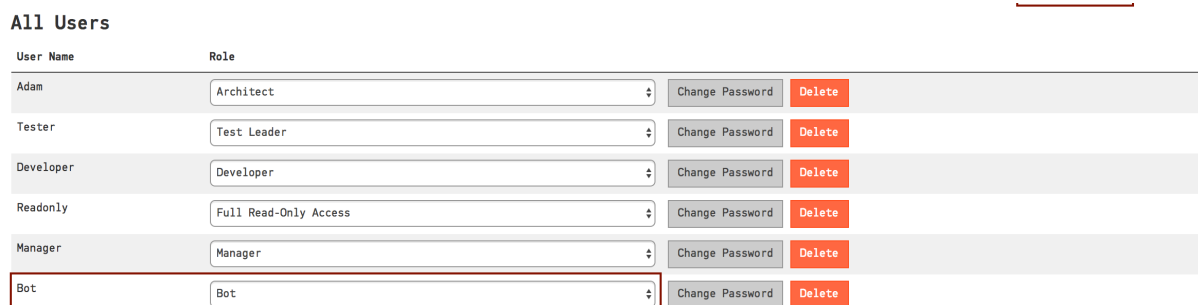 All Users
User Name Role
Adam Architect Change Password Delete
Tester Test Leader Change Password Delete
Developer Developer Change Password Delete
Readonly Full Read-Only Access Change Password Delete
Manager Manager Change Password Delete
Bot Bot Change Password Delete